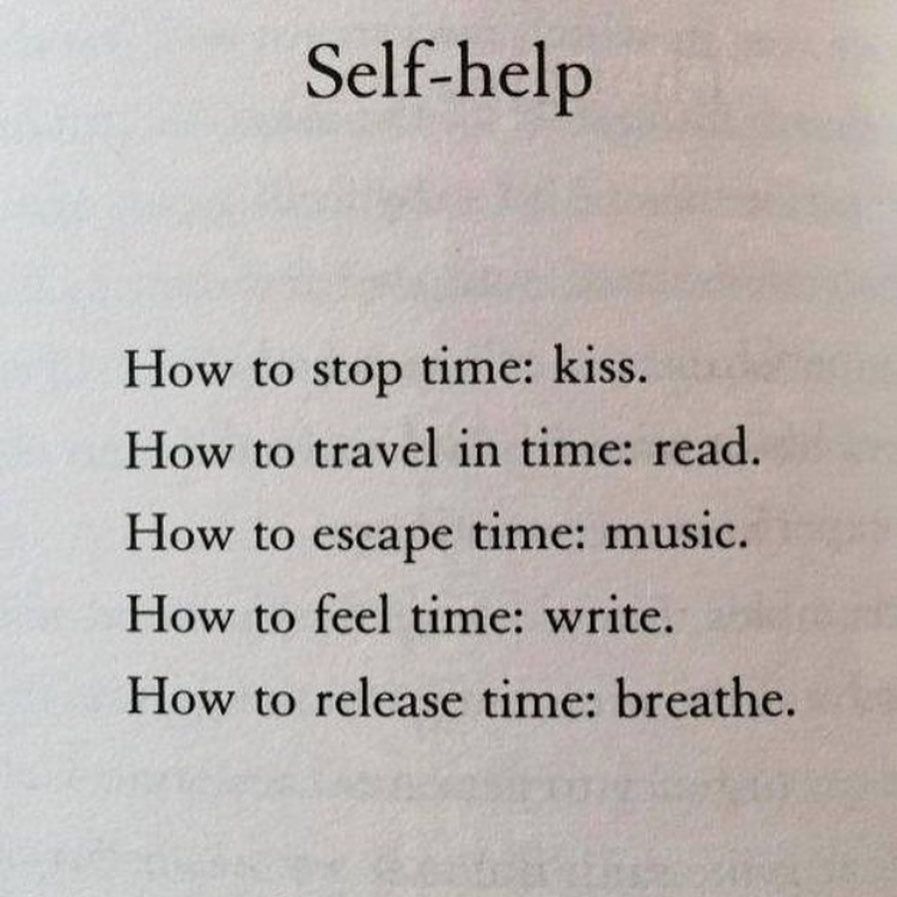 Self-help
How to stop time: kiss.
How to travel in time: read.
How to escape time: music.
How to feel time: write.
How to release time: breathe.